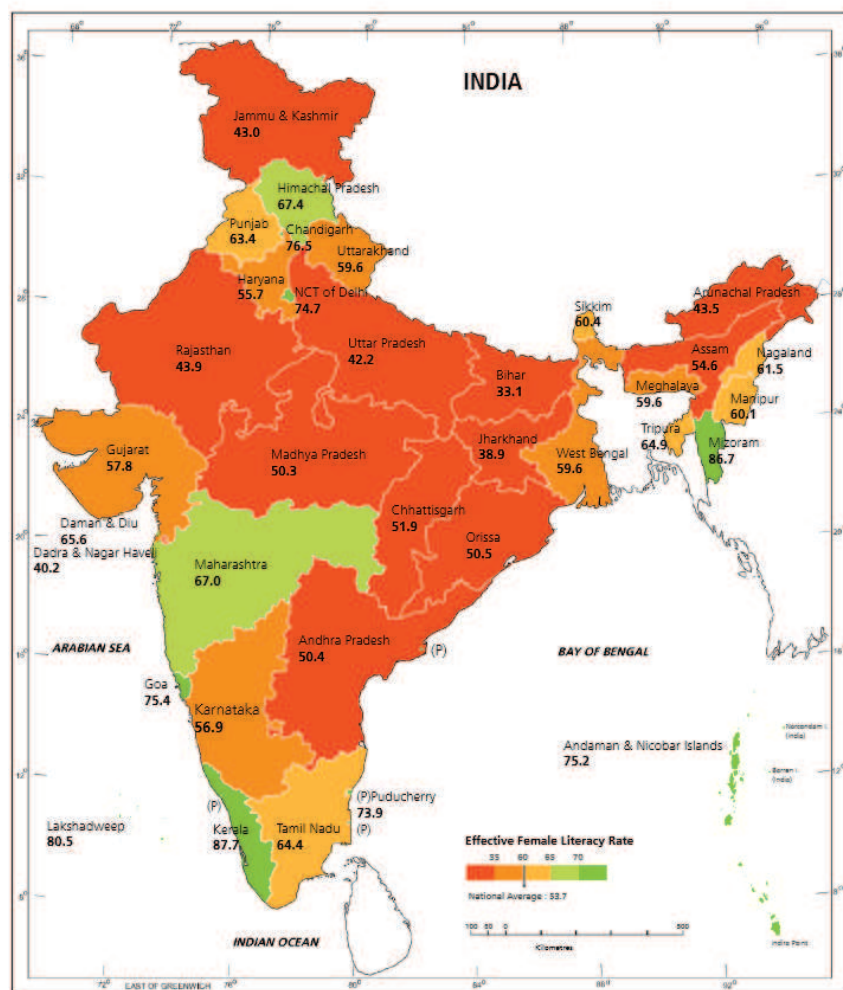 INDIA
Jammu & Kashmir
43.0
Himachal Pradesh
67.4
Punjab
63.4
Chandigarh
76.5
Uttarakhand
59.6
Haryana
55.7
NCT of Delhi
74.7
Rajasthan
43.9
Uttar Pradesh
42.2
Bihar
33.1
Sikkim
60.4
Arunachal Pradesh
43.5
Assam
54.6
Nagaland
61.5
Meghalaya
59.6
Manipur
60.1
Tripura
64.9
Mizoram
86.7
Gujarat
57.8
Madhya Pradesh
50.3
Jharkhand
38.9
West Bengal
59.6
Chhattisgarh
51.9
Orissa
50.5
Daman & Diu
65.6
Dadra & Nagar Haveli
40.2
Maharashtra
67.0
Andhra Pradesh
50.4
(P)
ARABIAN SEA
BAY OF BENGAL
Goa
75.4
Karnataka
56.9
Andaman & Nicobar Islands
75.2
(India)
Barren I.
(India)
(P)
(P)Puducherry
73.9
(P)
Lakshadweep
80.5
Kerala
87.7
Tamil Nadu
64.4
Effective Female Literacy Rate
60
70
National Average : 53.7
Kilometres
Indira Point
INDIAN OCEAN
EAST OF GREENWICH